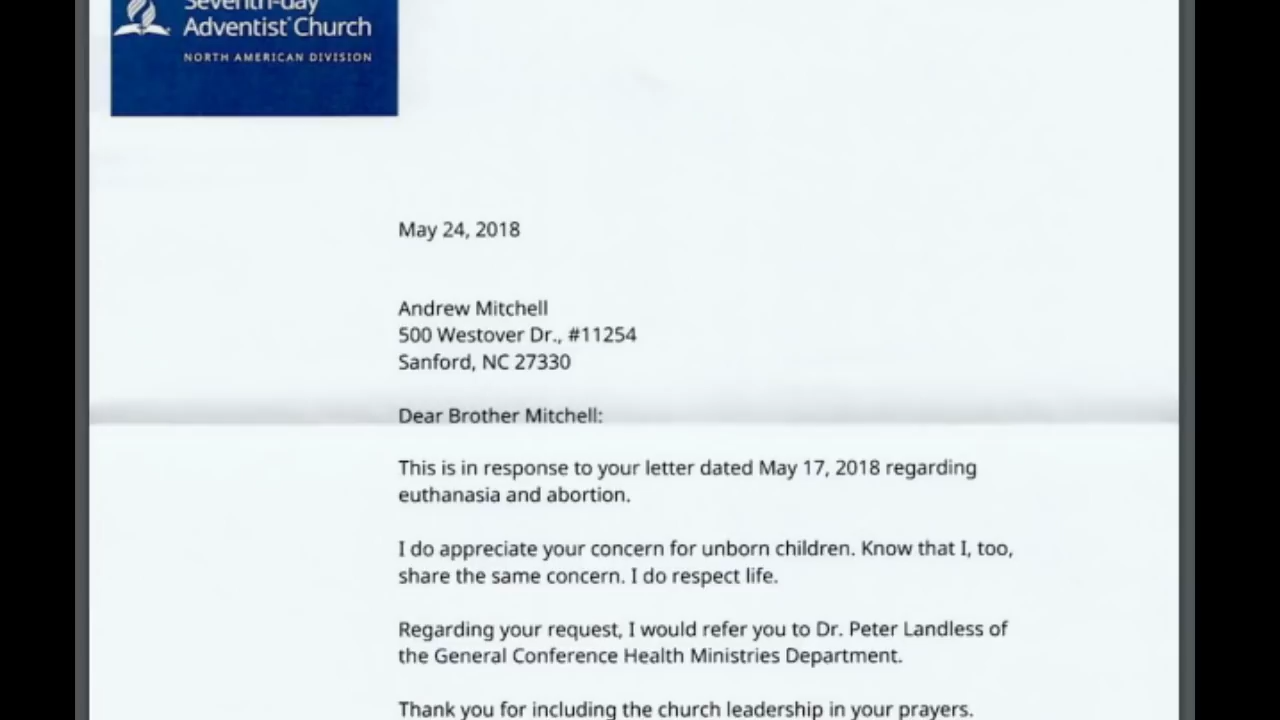 Seventh-day
Adventist Church
NORTH AMERICAN DIVISION
May 24, 2018
Andrew Mitchell
500 Westover Dr., #11254
Sanford, NC 27330
Dear Brother Mitchell:
This is in response to your letter dated May 17, 2018 regarding
euthanasia and abortion.
I do appreciate your concern for unborn children. Know that I, too,
share the same concern. I do respect life.
Regarding your request, I would refer you to Dr. Peter Landless of
the General Conference Health Ministries Department.
Thank you for including the church leadership in your prayers.